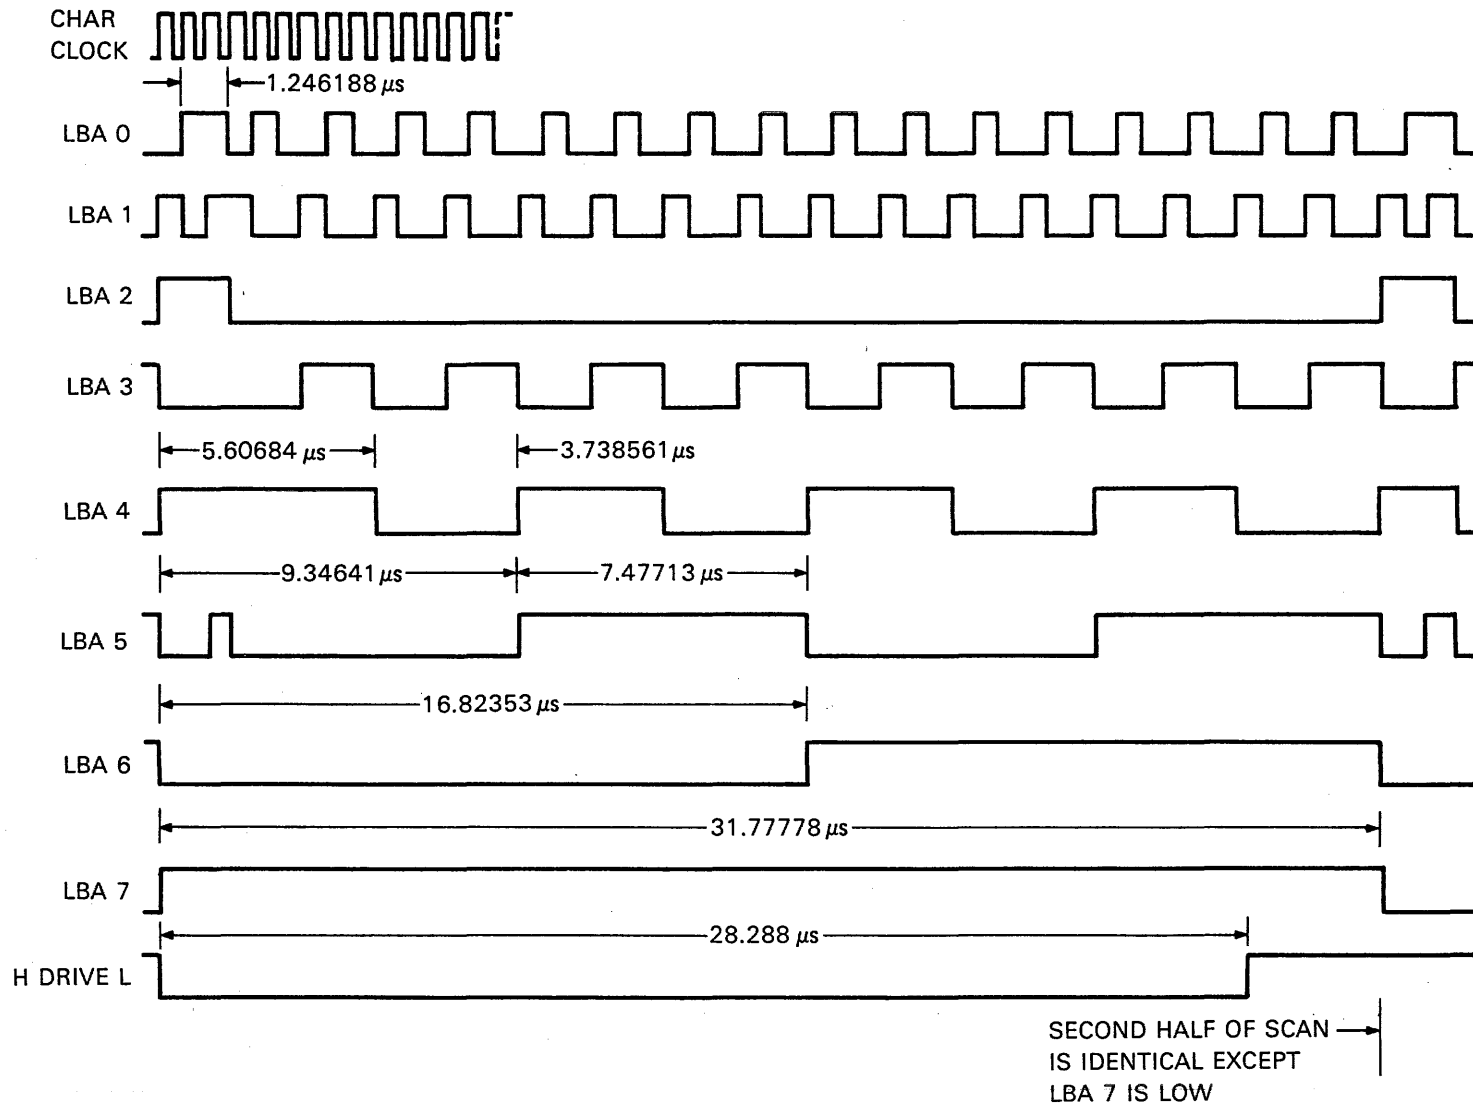 CHAR
CLOCK
1.246188 μs
LBA 0
LBA 1
LBA 2
LBA 3
5.60684 μs
3.738561 μs
LBA 4
9.34641 μs
7.47713 μs
LBA 5
16.82353 μs
LBA 6
31.77778 μs
LBA 7
28.288 μs
H DRIVE L
SECOND HALF OF SCAN
IS IDENTICAL EXCEPT
LBA 7 IS LOW